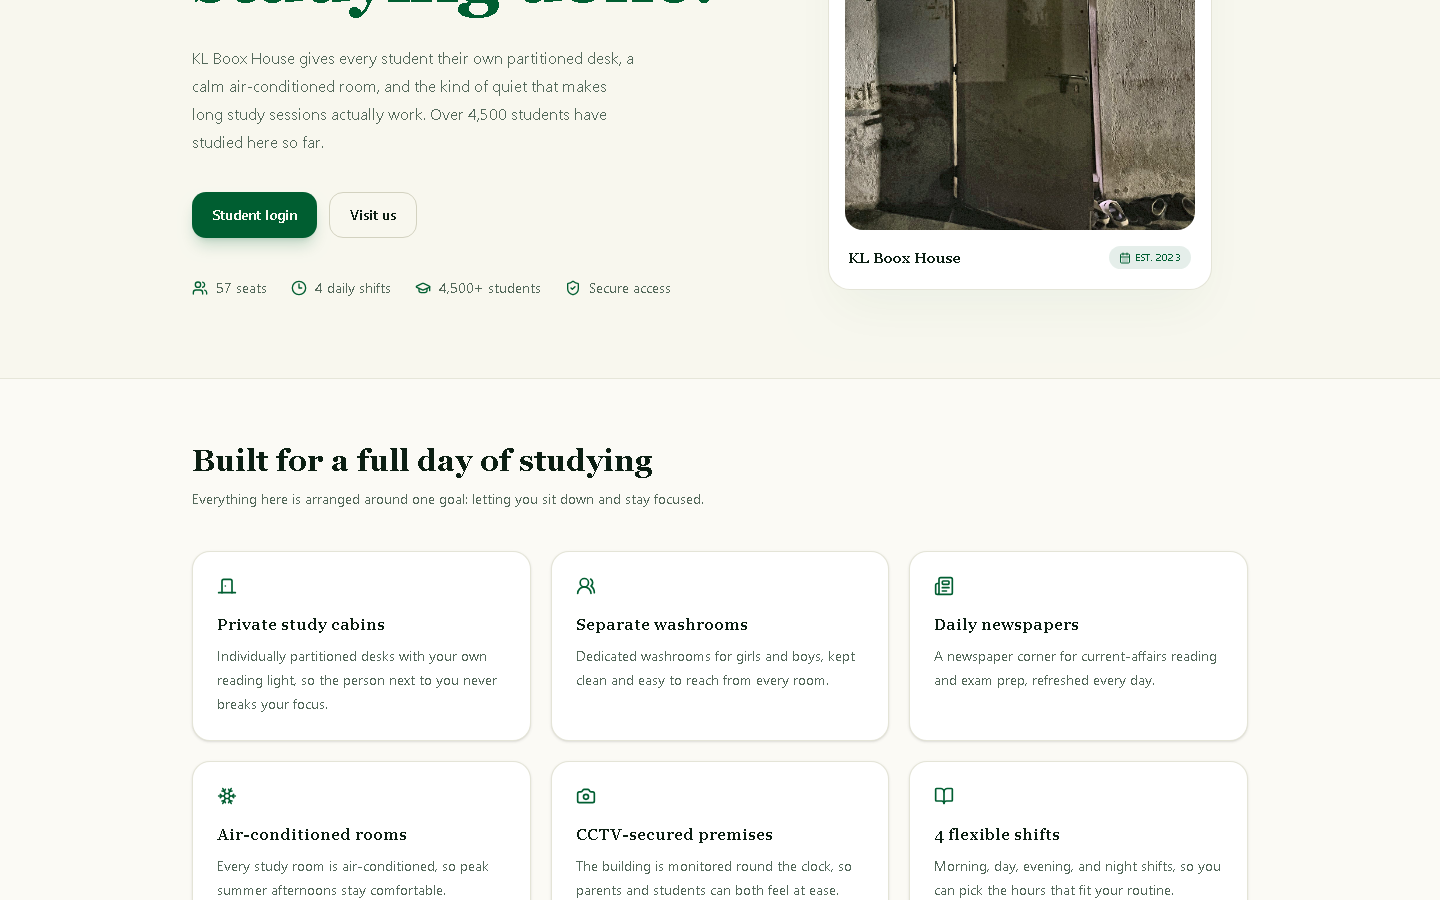 studying done.
KL Boox House gives every student their own partitioned desk, a
calm air-conditioned room, and the kind of quiet that makes
long study sessions actually work. Over 4,500 students have
studied here so far.
Student login
Visit us
57 seats
4 daily shifts
4,500+ students
Secure access
KL Boox House
EST. 2023
Built for a full day of studying
Everything here is arranged around one goal: letting you sit down and stay focused.
Private study cabins
Individually partitioned desks with your own
reading light, so the person next to you never
breaks your focus.
Separate washrooms
Dedicated washrooms for girls and boys, kept
clean and easy to reach from every room.
Daily newspapers
A newspaper corner for current-affairs reading
and exam prep, refreshed every day.
Air-conditioned rooms
Every study room is air-conditioned, so peak
summer afternoons stay comfortable.
CCTV-secured premises
The building is monitored round the clock, so
parents and students can both feel at ease.
4 flexible shifts
Morning, day, evening, and night shifts, so you
can pick the hours that fit your routine.